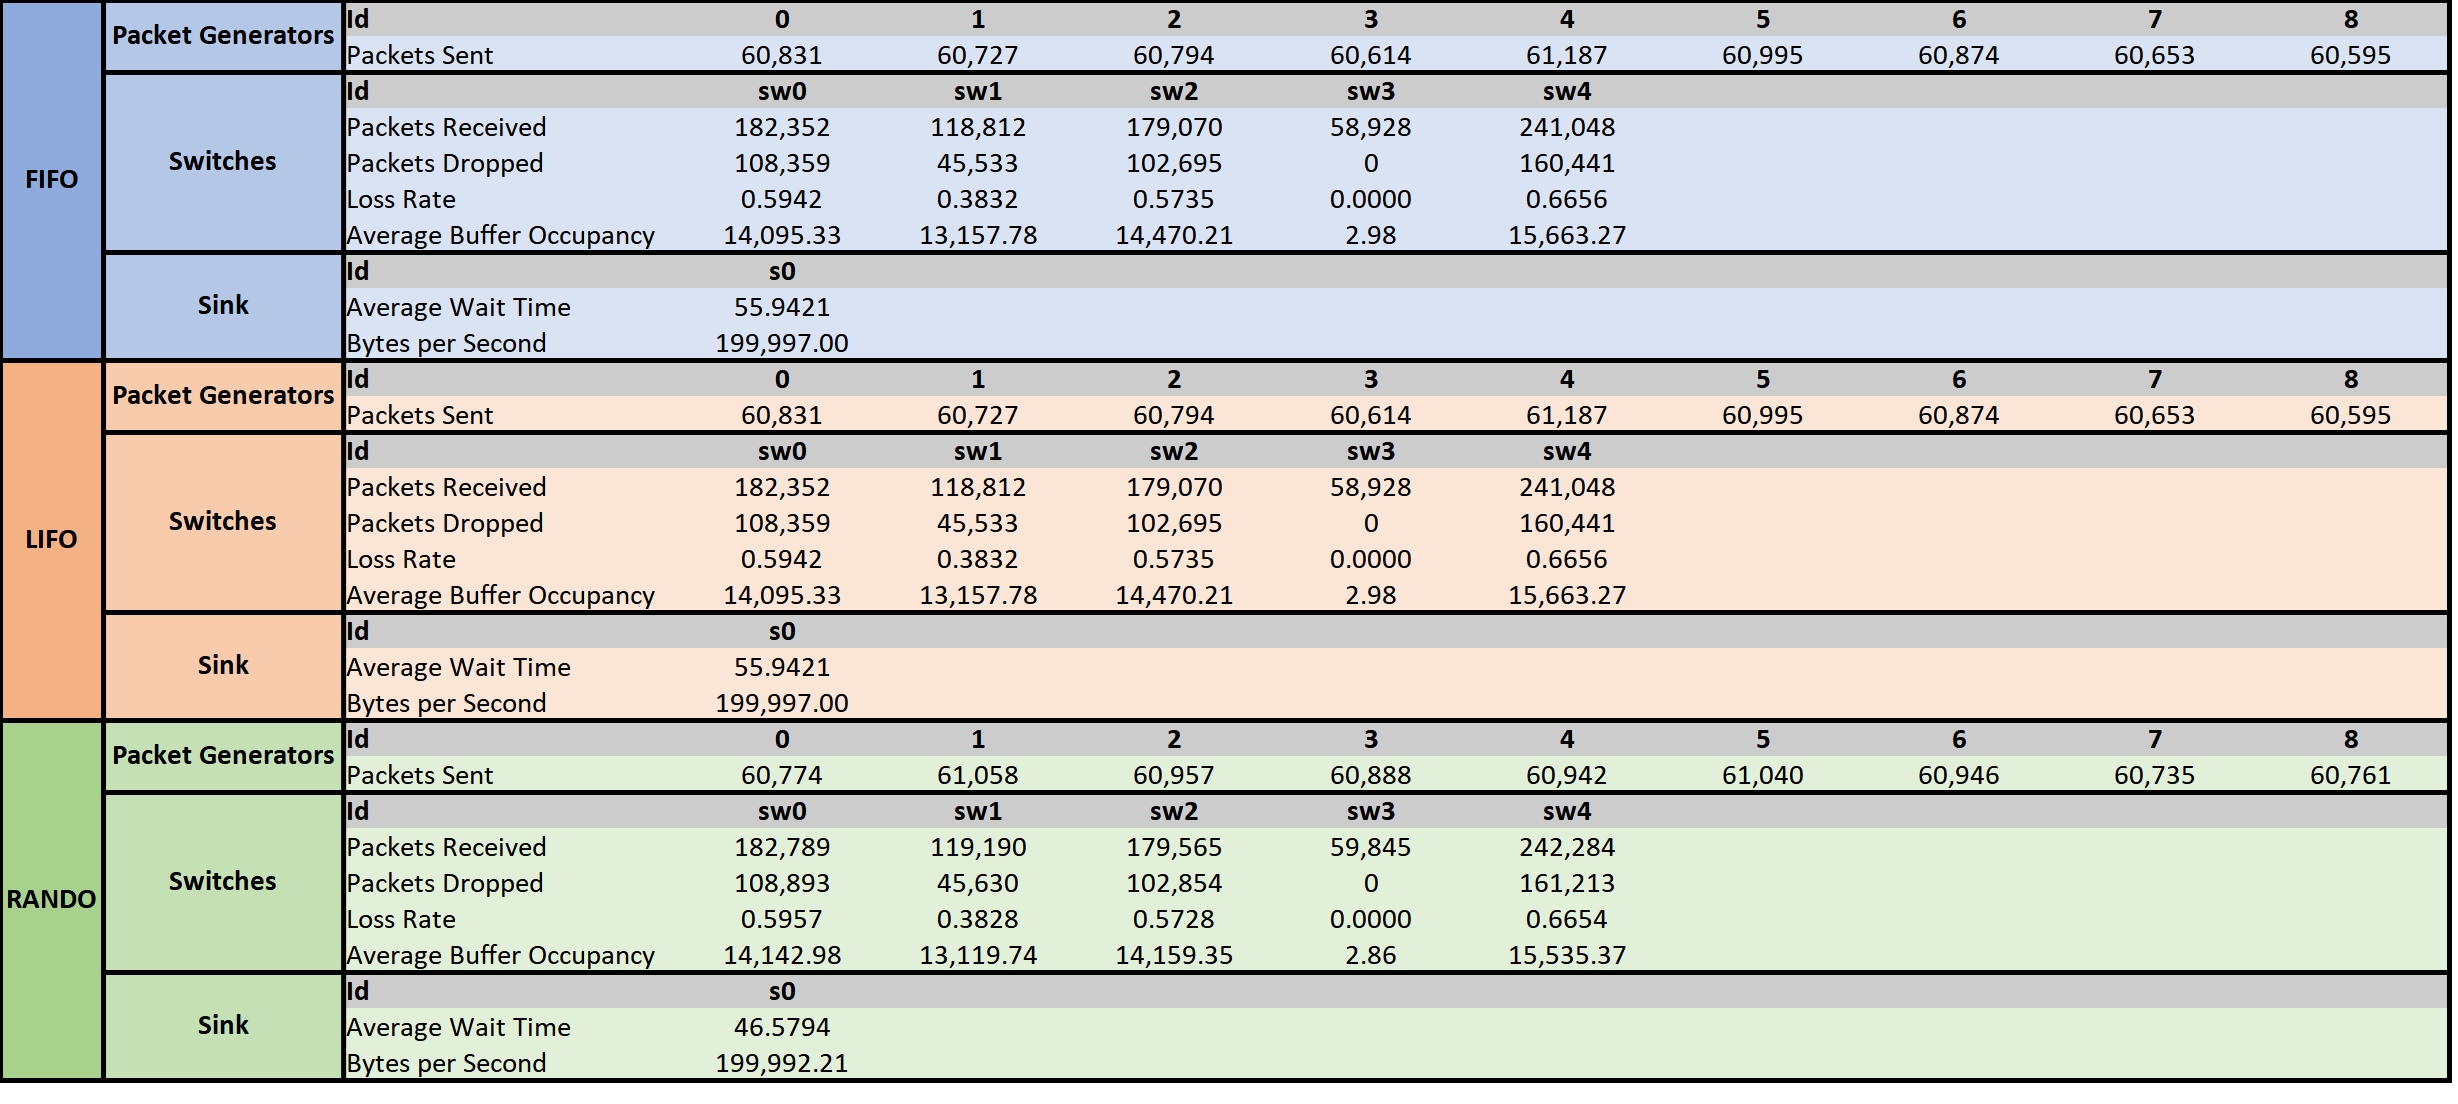 Id 0 1 2 3 4 5 6 7 8
Packet Generators
Packets Sent 60,831 60,727 60,794 60,614 61,187 60,995 60,874 60,653 60,595
Id sw0 sw1 sw2 sw3 sw4
Packets Received 182,352 118,812 179,070 58,928 241,048
Switches
Packets Dropped 108,359 45,533 102,695 0 160,441
FIFO
Loss Rate 0.5942 0.3832 0.5735 0.0000 0.6656
Average Buffer Occupancy 14,095.33 13,157.78 14,470.21 2.98 15,663.27
Id s0
Sink
Average Wait Time 55.9421
Bytes per Second 199,997.00
Id 0 1 2 3 4 5 6 7 8
Packet Generators
Packets Sent 60,831 60,727 60,794 60,614 61,187 60,995 60,874 60,653 60,595
Id sw0 sw1 sw2 sw3 sw4
Packets Received 182,352 118,812 179,070 58,928 241,048
Switches
Packets Dropped 108,359 45,533 102,695 0 160,441
LIFO
Loss Rate 0.5942 0.3832 0.5735 0.0000 0.6656
Average Buffer Occupancy 14,095.33 13,157.78 14,470.21 2.98 15,663.27
Id s0
Sink
Average Wait Time 55.9421
Bytes per Second 199,997.00
Id 0 1 2 3 4 5 6 7 8
Packet Generators
Packets Sent 60,774 61,058 60,957 60,888 60,942 61,040 60,946 60,735 60,761
Id sw0 sw1 sw2 sw3 sw4
Packets Received 182,789 119,190 179,565 59,845 242,284
Switches
Packets Dropped 108,893 45,630 102,854 0 161,213
RANDO
Loss Rate 0.5957 0.3828 0.5728 0.0000 0.6654
Average Buffer Occupancy 14,142.98 13,119.74 14,159.35 2.86 15,535.37
Id s0
Sink
Average Wait Time 46.5794
Bytes per Second 199,992.21